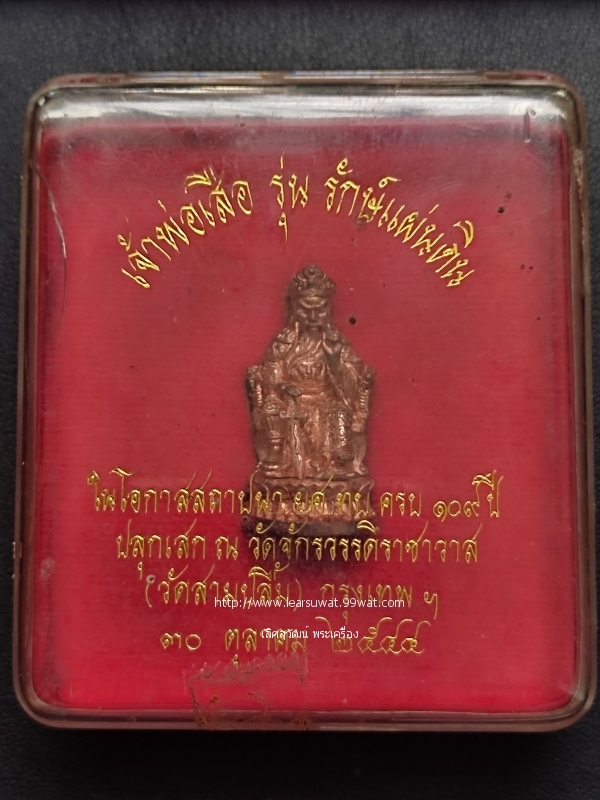 เจ้าพ่อเสือ รุ่น รักษ์แผ่นดิน
ในโอกาสสถาปนา ยศ.ทบ.ครบ ๑๐๙ ปี
ปลุกเสก ณ วัดจักรวรรดิราชาวาส
(วัดสามปลื้ม) กรุงเทพ ฯ
http://www.learsuwat.99wat.com
๓๐ ตุลาคม ๒๕๔๔
เลิศสุวัฒน์ พระเครื่อง